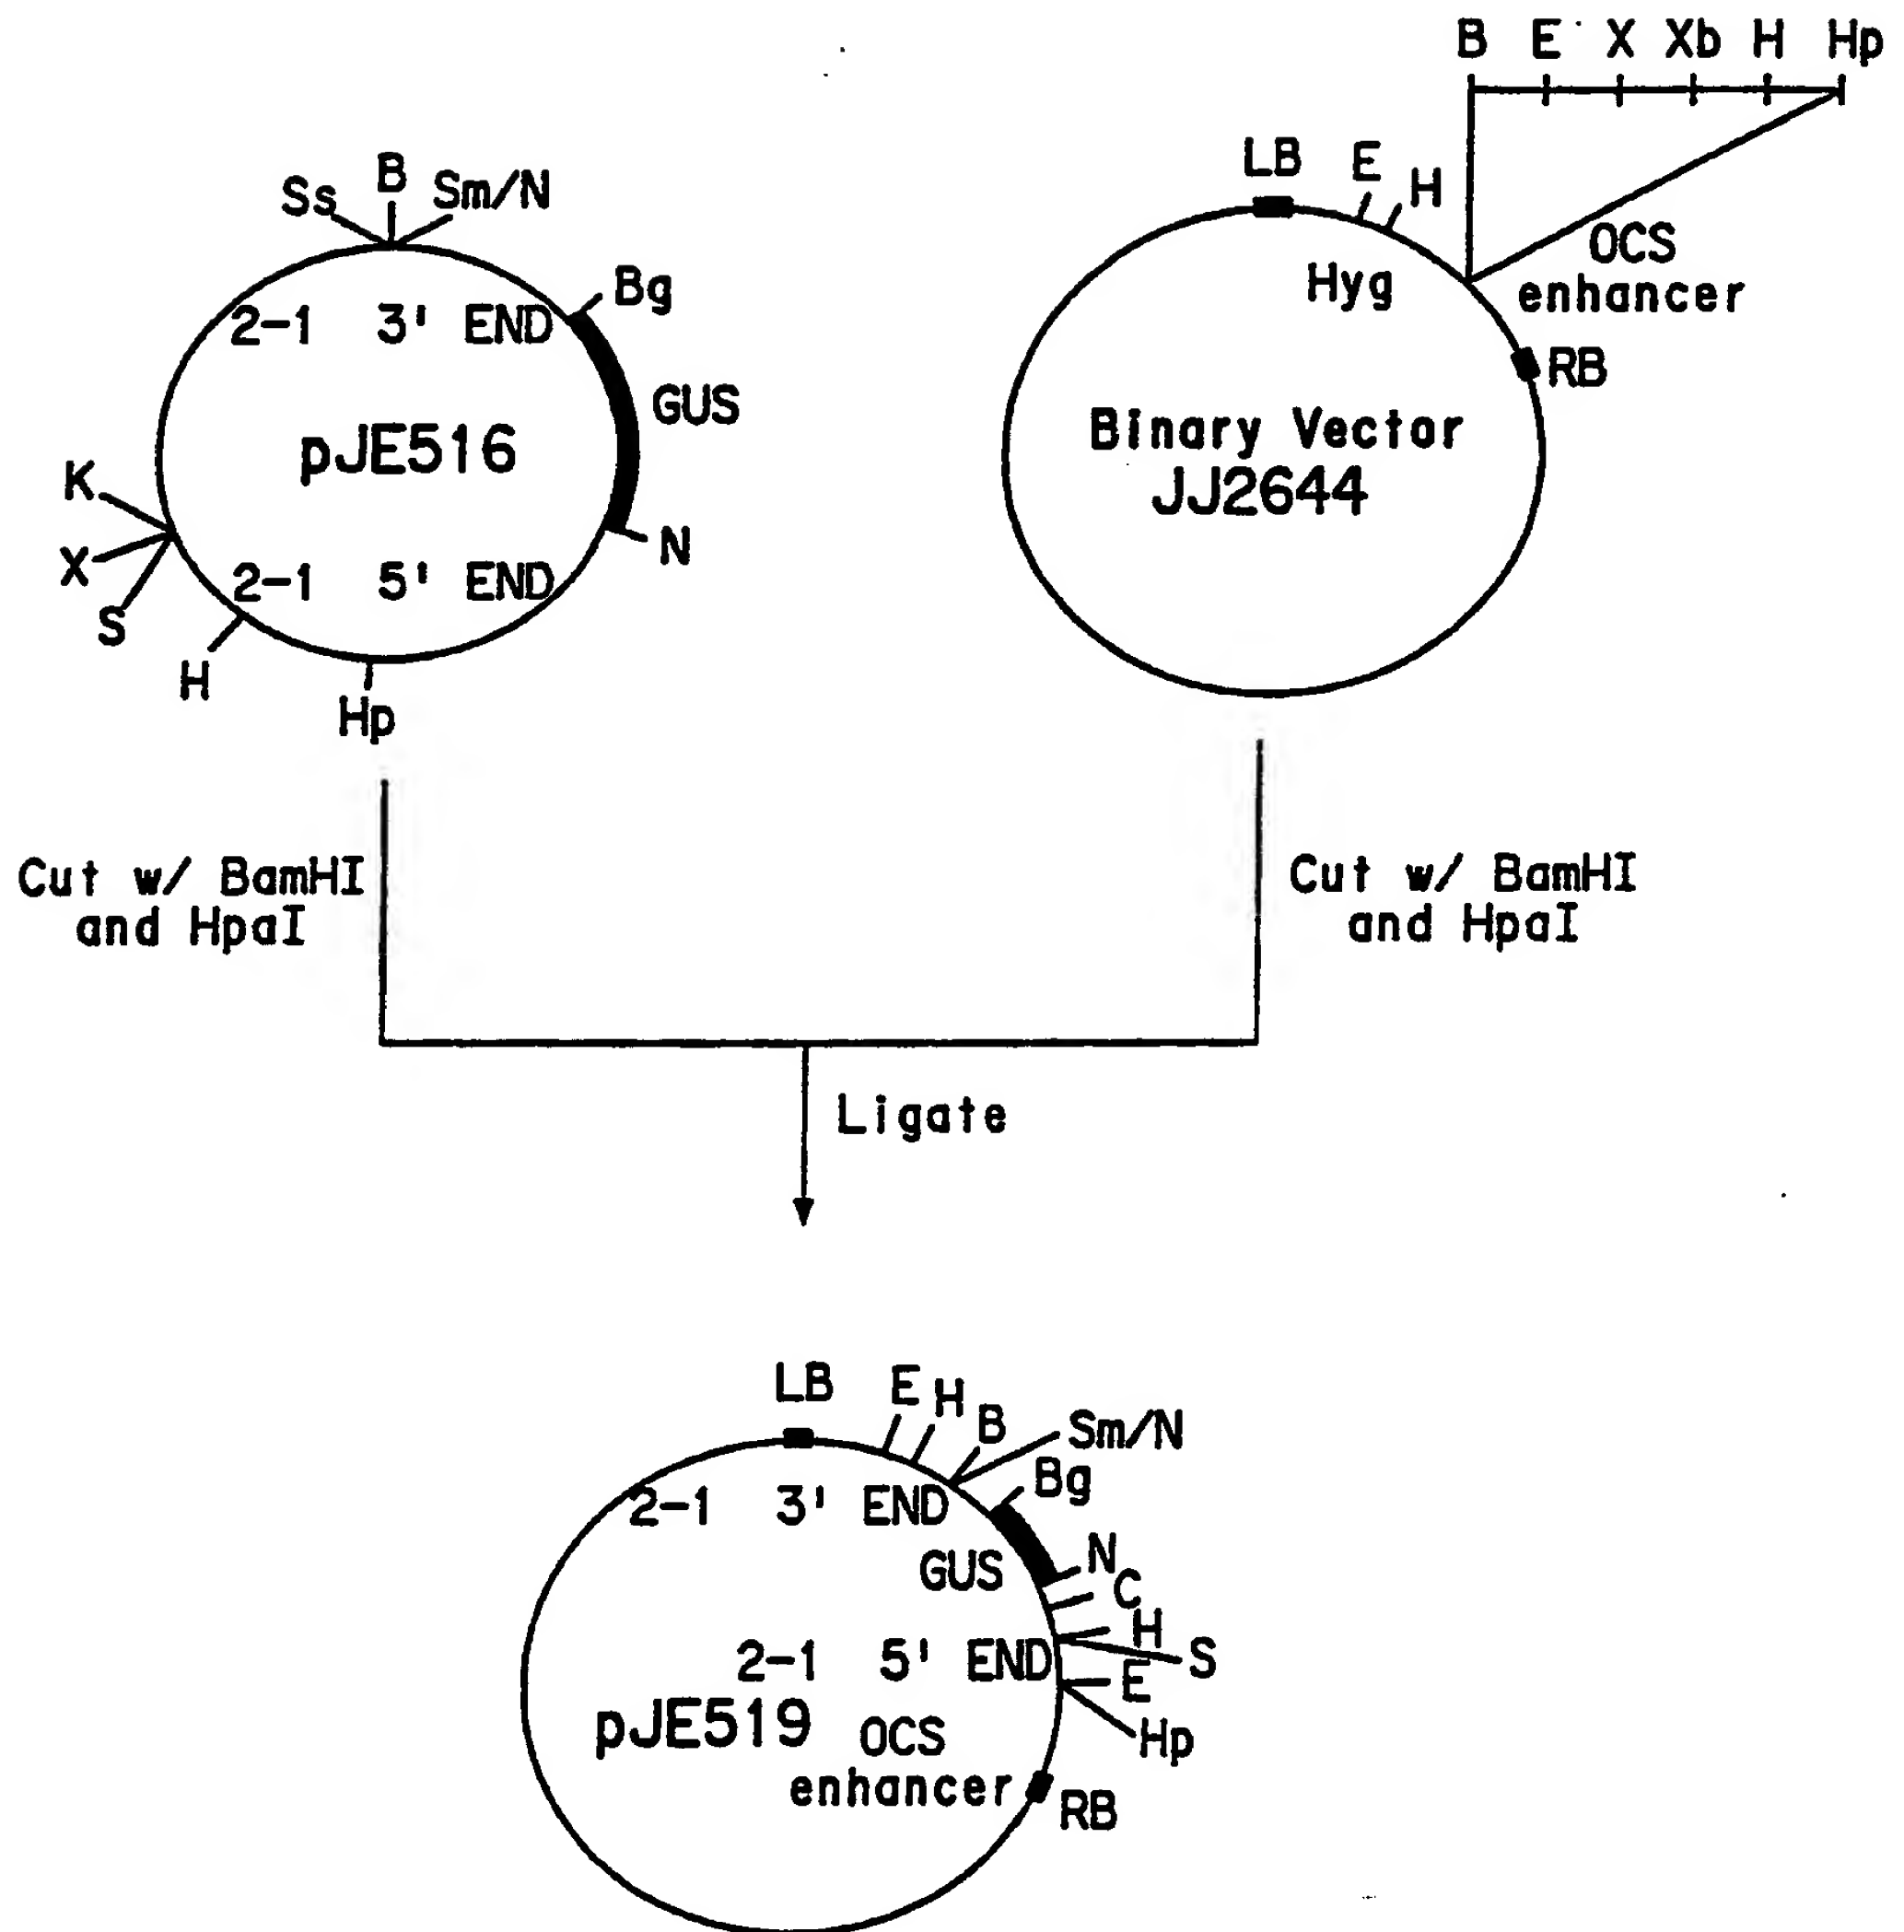 B E X Xb H Hp
LB E H
OCS
enhancer
Hyg
RB
Binary Vector
JJ2644
Ss B Sm/N
Bg
2-1 3' END
GUS
pJE516
K
X
S
N
2-1 5' END
H
Hp
Cut w/ BamHI
and HpaI
Cut w/ BamHI
and HpaI
Ligate
LB E H B Sm/N
Bg
2-1 3' END
GUS
N
C
H
S
2-1 5' END
E
pJE519
OCS
enhancer
Hp
RB